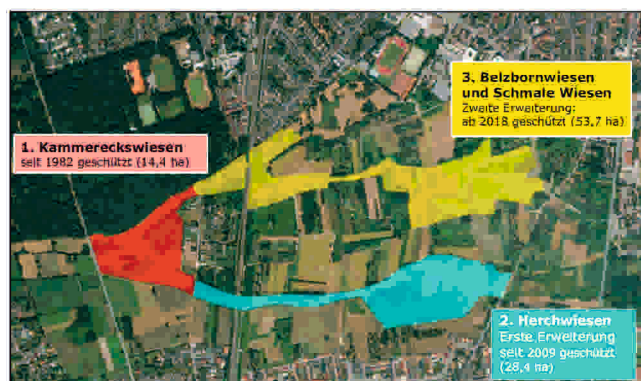 3. Belzbornwiesen
und Schmale Wiesen
Zweite Erweiterung:
ab 2018 geschützt (53,7 ha)
1. Kammereckswiesen
seit 1982 geschützt (14,4 ha)
2. Herchwiesen
Erste Erweiterung
seit 2009 geschützt
(28,4 ha)